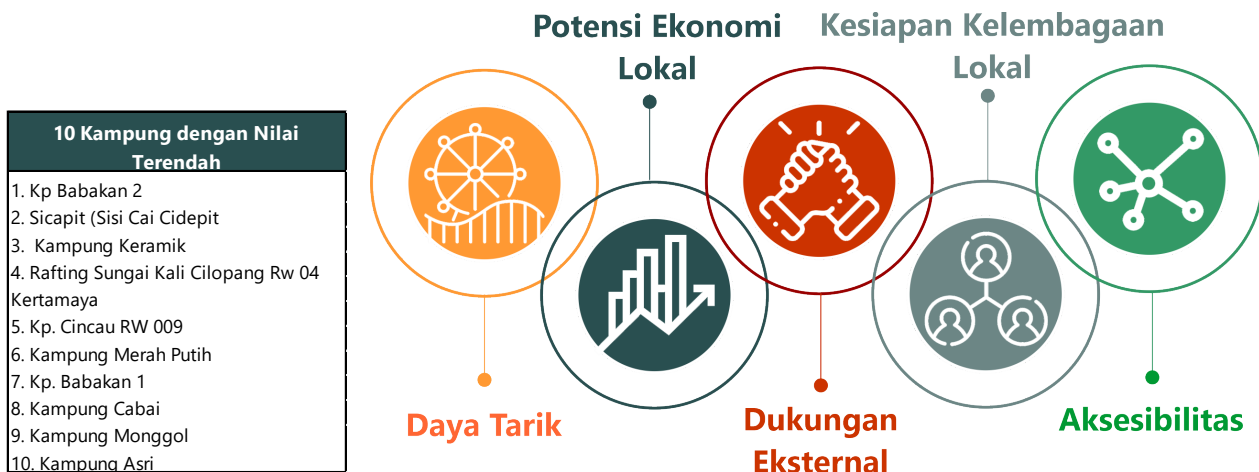 10 Kampung dengan Nilai
Terendah
1. Kp Babakan 2
2. Sicapit (Sisi Cai Cidepit
3.  Kampung Keramik
4. Rafting Sungai Kali Cilopang Rw 04
Kertamaya
5. Kp. Cincau RW 009
6. Kampung Merah Putih
7. Kp. Babakan 1
8. Kampung Cabai
9. Kampung Monggol
10. Kampung Asri
Potensi Ekonomi
Lokal
Kesiapan Kelembagaan
Lokal
Daya Tarik
Dukungan
Eksternal
Aksesibilitas